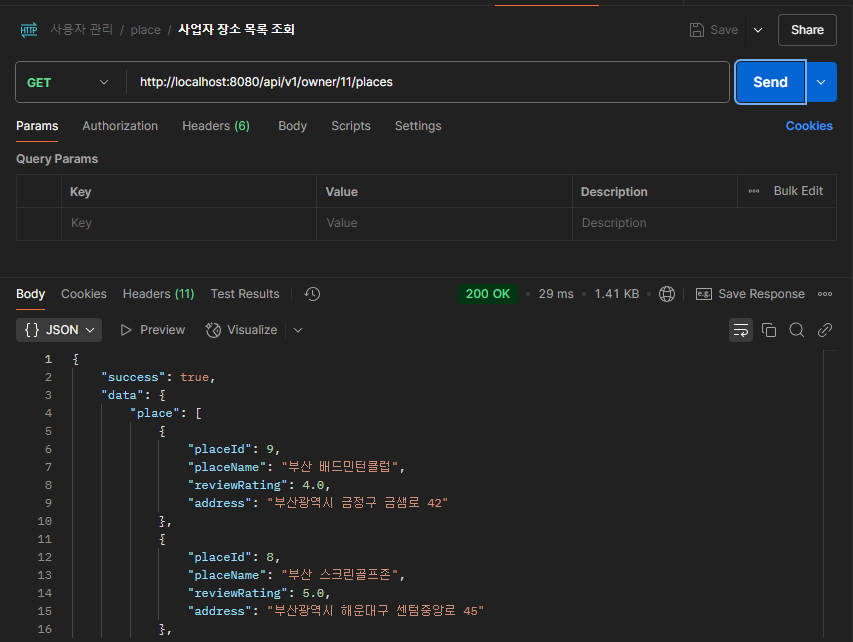 HTTP 사용자 관리 / place / 사업자 장소 목록 조회 Save Share
GET http://localhost:8080/api/v1/owner/11/places Send
Params Authorization Headers (6) Body Scripts Settings Cookies
Query Params
Key Value Description Bulk Edit
Key Value Description
Body Cookies Headers (11) Test Results 200 OK 29 ms 1.41 KB e.g. Save Response
{} JSON Preview Visualize
1 {
2 "success": true,
3 "data": {
4 "place": [
5 {
6 "placeId": 9,
7 "placeName": "부산 배드민턴클럽",
8 "reviewRating": 4.0,
9 "address": "부산광역시 금정구 금샘로 42"
10 },
11 {
12 "placeId": 8,
13 "placeName": "부산 스크린골프존",
14 "reviewRating": 5.0,
15 "address": "부산광역시 해운대구 센텀중앙로 45"
16 },